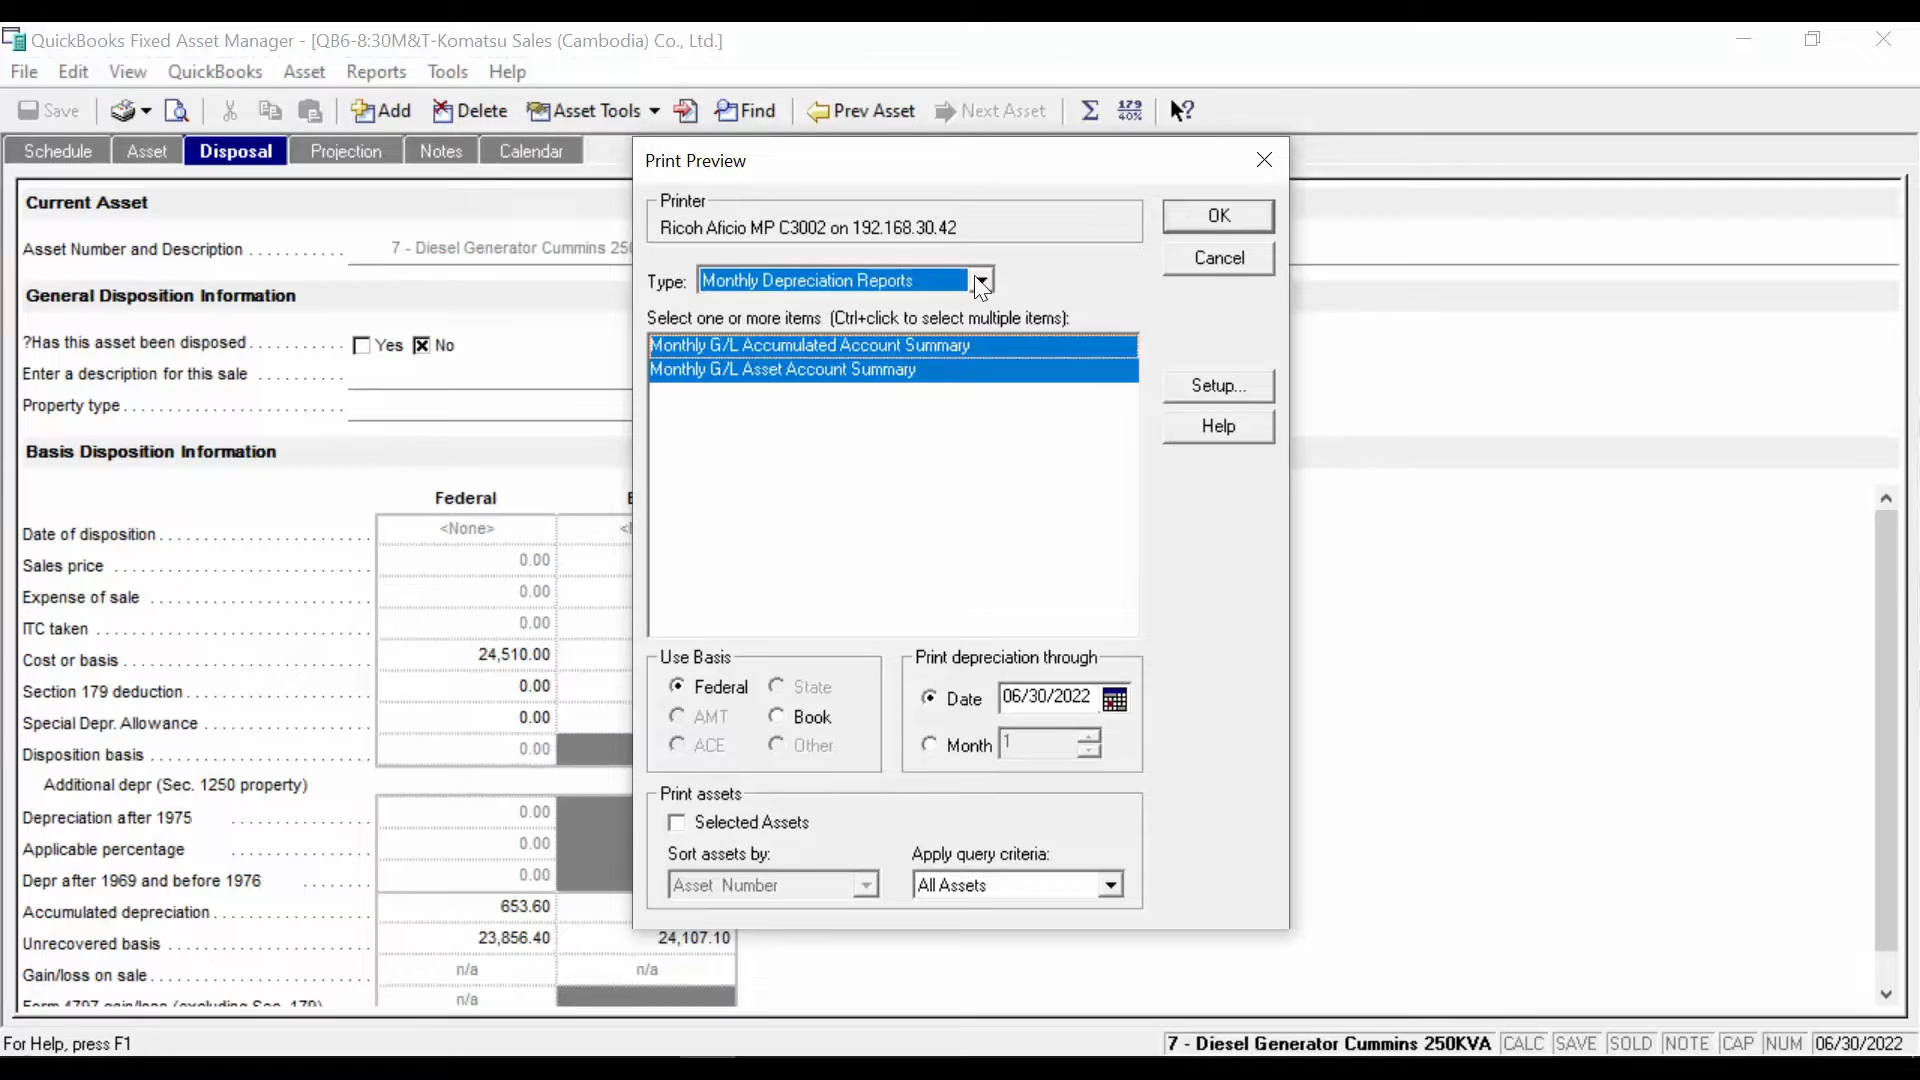 QuickBooks Fixed Asset Manager - [QB6-8:30M&T-Komatsu Sales (Cambodia) Co., Ltd.]
File Edit View QuickBooks Asset Reports Tools Help
Save Add Delete Asset Tools Find Prev Asset Next Asset Σ 179 40% ?
Schedule Asset Disposal Projection Notes Calendar
Current Asset
Asset Number and Description . . . . . . . . . . . 7 - Diesel Generator Cummins 250
General Disposition Information
?Has this asset been disposed . . . . . . . . . . . Yes No
Enter a description for this sale . . . . . . . . . .
Property type . . . . . . . . . . . . . . . . . . . . . . . . .
Basis Disposition Information
Federal
Date of disposition . . . . . . . . . . . . . . . . . . . . . . . <None>
Sales price . . . . . . . . . . . . . . . . . . . . . . . . . . . . 0.00
Expense of sale . . . . . . . . . . . . . . . . . . . . . . . . 0.00
ITC taken . . . . . . . . . . . . . . . . . . . . . . . . . . . . . 0.00
Cost or basis . . . . . . . . . . . . . . . . . . . . . . . . . . . 24,510.00
Section 179 deduction . . . . . . . . . . . . . . . . . . . . 0.00
Special Depr. Allowance . . . . . . . . . . . . . . . . . . 0.00
Disposition basis . . . . . . . . . . . . . . . . . . . . . . . . 0.00
Additional depr (Sec. 1250 property)
Depreciation after 1975 . . . . . . . . . . . . . . . 0.00
Applicable percentage . . . . . . . . . . . . . . . 0.00
Depr after 1969 and before 1976 . . . . . . . . 0.00
Accumulated depreciation . . . . . . . . . . . . . . . . . 653.60
Unrecovered basis . . . . . . . . . . . . . . . . . . . . . . 23,856.40 24,107.10
Gain/loss on sale . . . . . . . . . . . . . . . . . . . . . . . . n/a n/a
Form 4797 gain/loss (excluding Sec. 179) n/a
Print Preview
Printer
Ricoh Aficio MP C3002 on 192.168.30.42
OK
Cancel
Type: Monthly Depreciation Reports
Select one or more items (Ctrl+click to select multiple items):
Monthly G/L Accumulated Account Summary
Monthly G/L Asset Account Summary
Setup...
Help
Use Basis
Federal State
AMT Book
ACE Other
Print depreciation through
Date 06/30/2022
Month 1
Print assets
Selected Assets
Sort assets by: Apply query criteria:
Asset Number All Assets
For Help, press F1 7 - Diesel Generator Cummins 250KVA CALC SAVE SOLD NOTE CAP NUM 06/30/2022